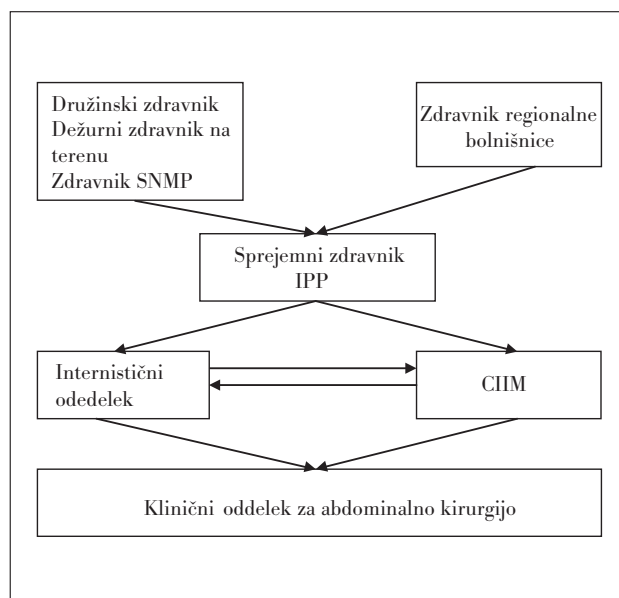 Družinski zdravnik
Dežurni zdravnik na
terenu
Zdravnik SNMP
Zdravnik regionalne
bolnišnice
Sprejemni zdravnik
IPP
Internistični
odedelek
CIIM
Klinični oddelek za abdominalno kirurgijo